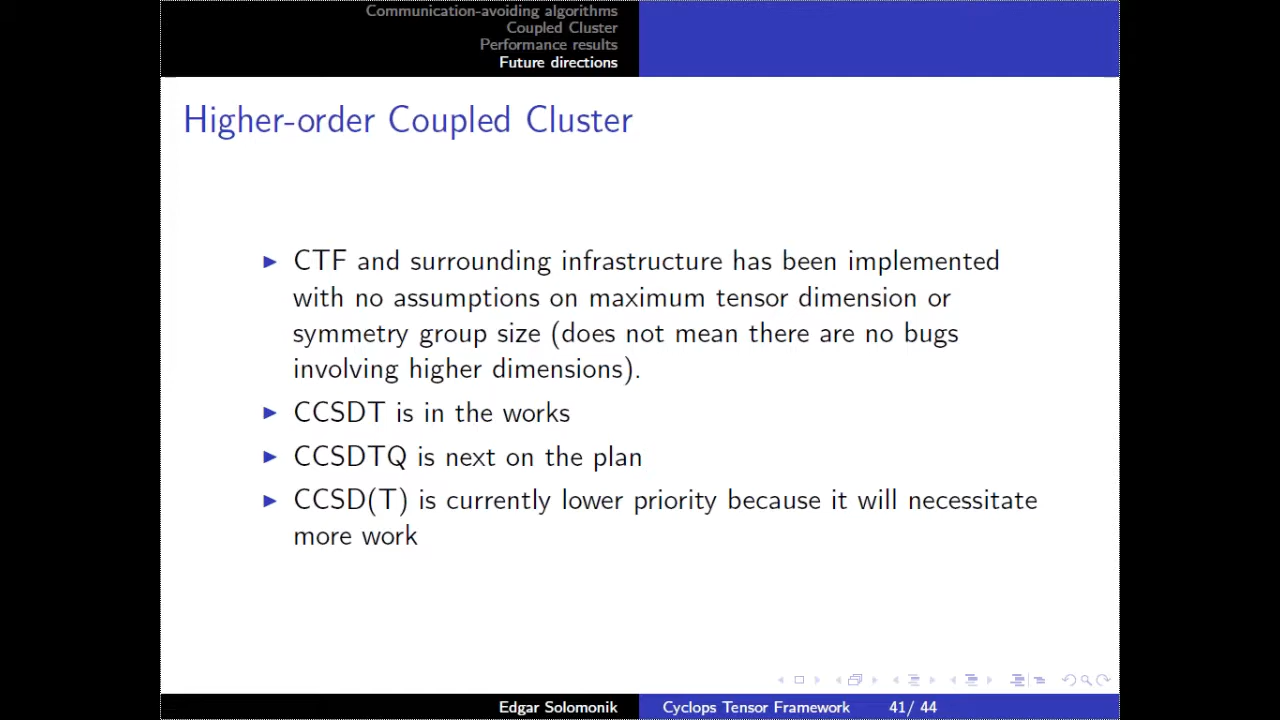 Communication-avoiding algorithms
Coupled Cluster
Performance results
Future directions
Higher-order Coupled Cluster
CTF and surrounding infrastructure has been implemented
with no assumptions on maximum tensor dimension or
symmetry group size (does not mean there are no bugs
involving higher dimensions).
CCSDT is in the works
CCSDTQ is next on the plan
CCSD(T) is currently lower priority because it will necessitate
more work
Edgar Solomonik
Cyclops Tensor Framework
41/ 44